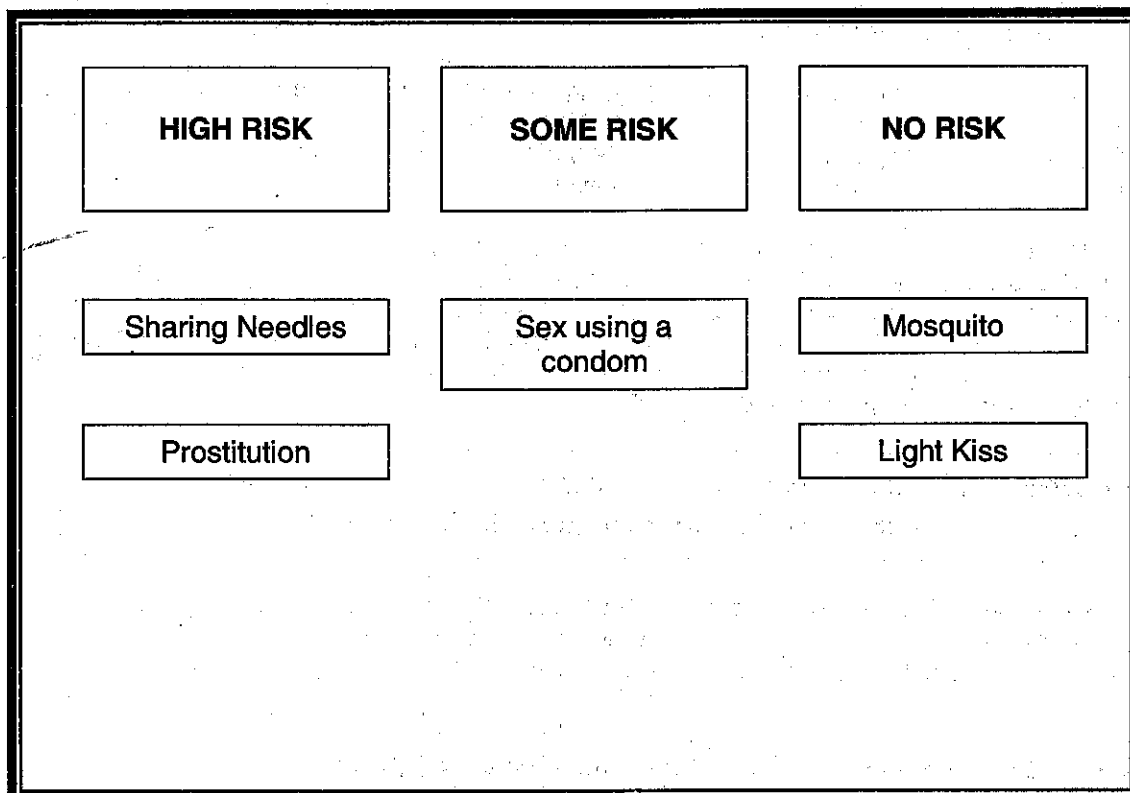 HIGH RISK
SOME RISK
NO RISK
Sharing Needles
Sex using a
condom
Mosquito
Prostitution
Light Kiss